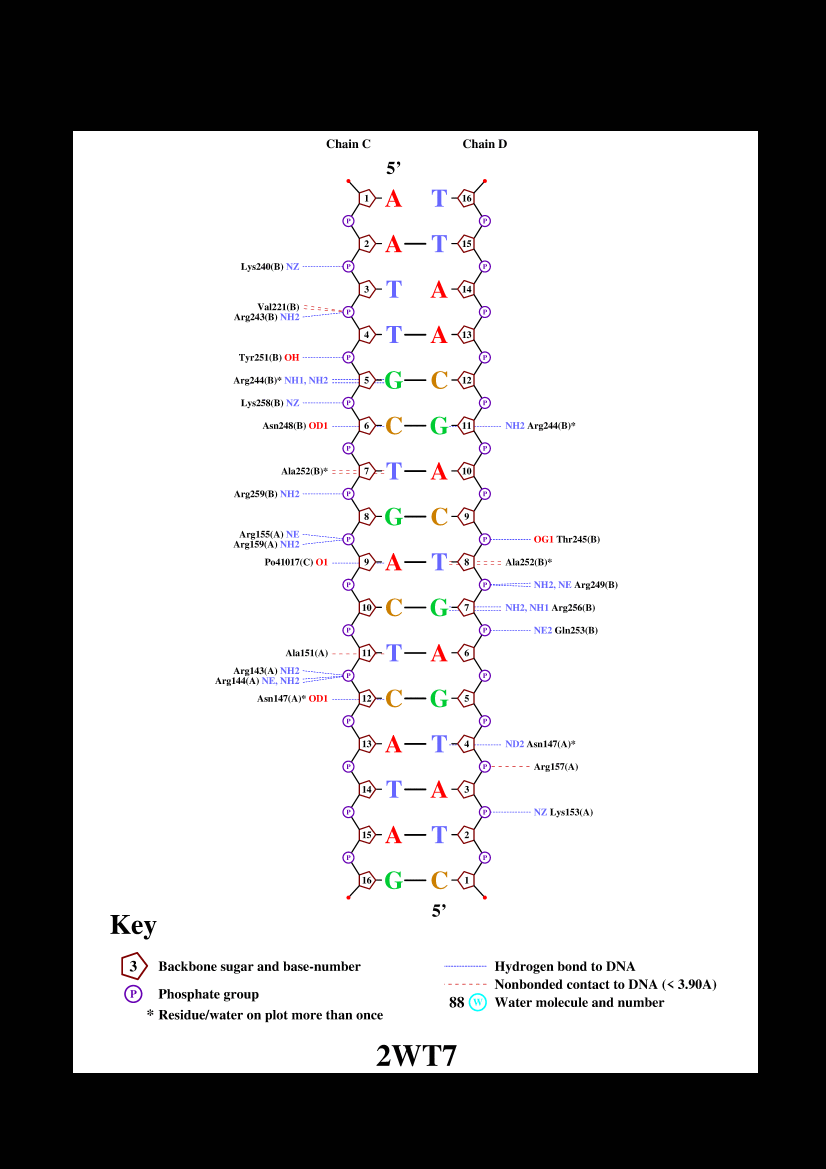 Chain C Chain D
5’
1 A T 16
P P
2 A T 15
Lys240(B) NZ P P
3 T A 14
Val221(B)
Arg243(B) NH2 P P
4 T A 13
Tyr251(B) OH P P
Arg244(B)* NH1, NH2 5 G C 12
Lys258(B) NZ P P
Asn248(B) OD1 6 C G 11 NH2 Arg244(B)*
P P
Ala252(B)* 7 T A 10
Arg259(B) NH2 P P
8 G C 9
Arg155(A) NE P P OG1 Thr245(B)
Arg159(A) NH2
Po41017(C) O1 9 A T 8 Ala252(B)*
P P NH2, NE Arg249(B)
10 C G 7 NH2, NH1 Arg256(B)
P P NE2 Gln253(B)
Ala151(A) 11 T A 6
Arg143(A) NH2 P P
Arg144(A) NE, NH2
Asn147(A)* OD1 12 C G 5
P P
13 A T 4 ND2 Asn147(A)*
P P Arg157(A)
14 T A 3
P P NZ Lys153(A)
15 A T 2
P P
16 G C 1
5’
Key
3 Backbone sugar and base-number
P Phosphate group
* Residue/water on plot more than once
Hydrogen bond to DNA
Nonbonded contact to DNA (< 3.90A)
88 W Water molecule and number
2WT7